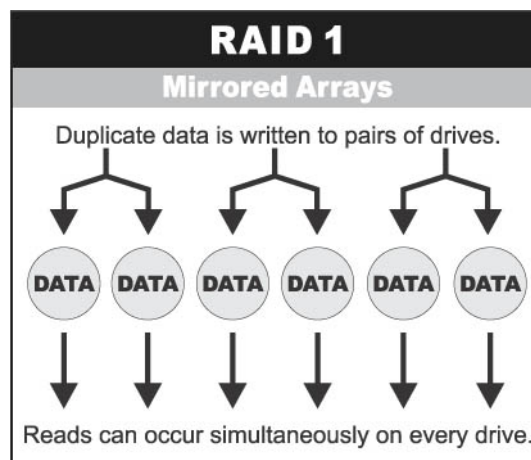 RAID 1
Mirrored Arrays
Duplicate data is written to pairs of drives.
DATA DATA DATA DATA DATA DATA
Reads can occur simultaneously on every drive.